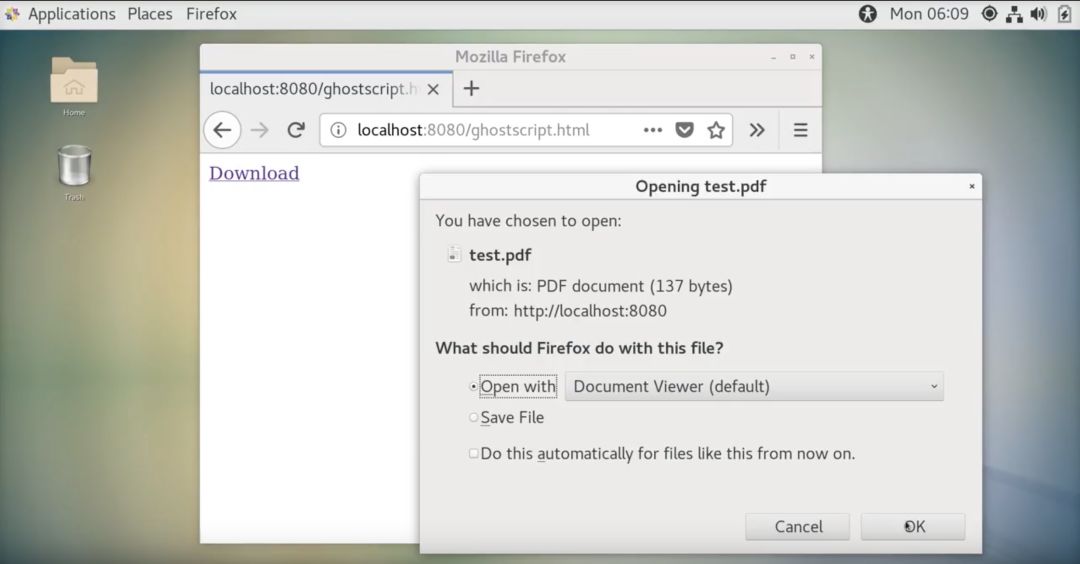 Applications Places Firefox Mon 06:09
Home
Trash
Mozilla Firefox
localhost:8080/ghostscript.h
localhost:8080/ghostscript.html
Download
Opening test.pdf
You have chosen to open:
test.pdf
which is: PDF document (137 bytes)
from: http://localhost:8080
What should Firefox do with this file?
Open with Document Viewer (default)
Save File
Do this automatically for files like this from now on.
Cancel OK